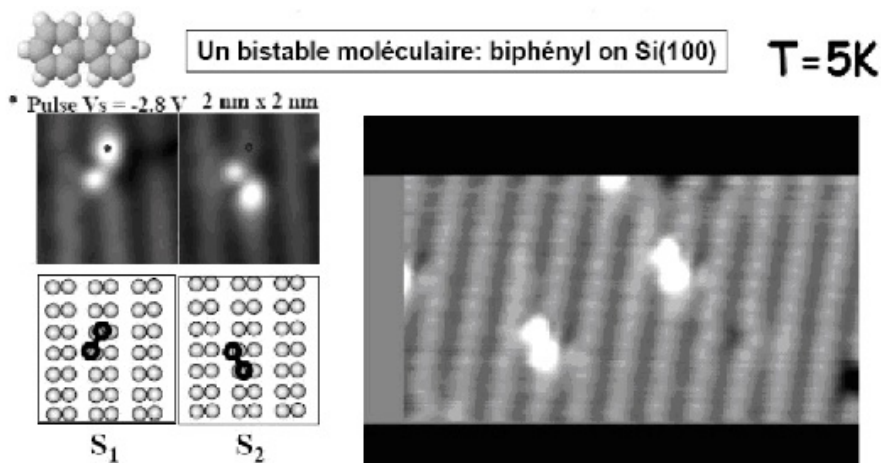 Un bistable moléculaire: biphényl on Si(100)
T=5K
* Pulse Vs = -2.8 V 2 nm x 2 nm
S1 S2